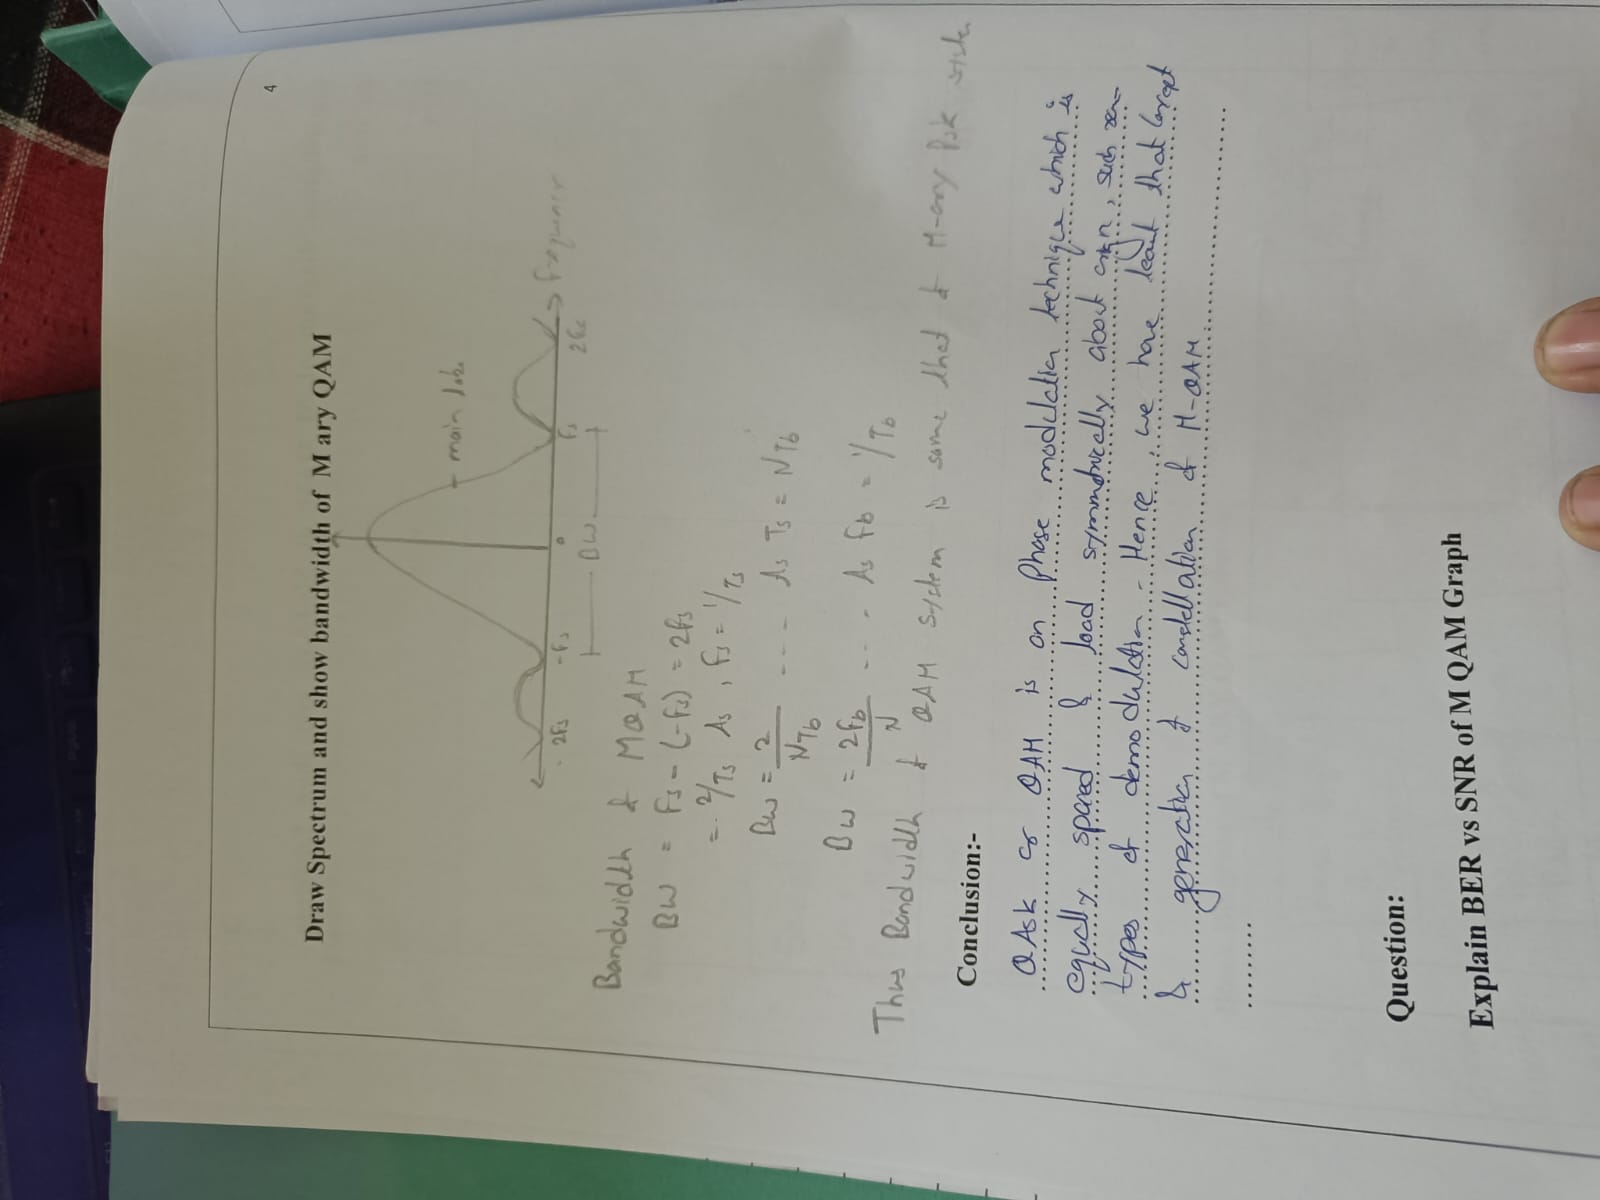 4
Draw Spectrum and show bandwidth of M ary QAM
main lobe
-2Fs -Fs 0 Fs 2Fs → Frequency
BW
Bandwidth of MQAM
BW = Fs - (-Fs) = 2Fs
= 2/Ts As, Fs = 1/Ts
BW = 2/NTb ---- As Ts = NTb
BW = 2Fb/N ---- As Fb = 1/Tb
Thus Bandwidth of QAM system is same that of M-ary Psk
Conclusion:-
QAsk or QAM is an Phase modulation technique which is
equally spaced & load symmetrically about origin, such
types of demodulation. Hence, we have learnt that
& generation of constellation of M-QAM
Question:
Explain BER vs SNR of M QAM Graph